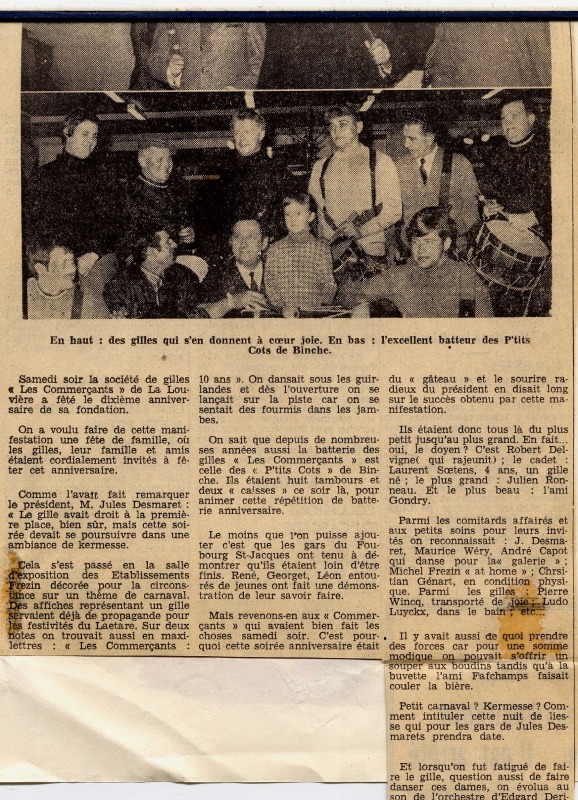 En haut : des gilles qui s'en donnent à cœur joie. En bas : l'excellent batteur des P'tits
Cots de Binche.
Samedi soir la société de gilles
« Les Commerçants » de La Lou-
vière a fêté le dixième anniver-
saire de sa fondation.
On a voulu faire de cette mani-
festation une fête de famille, où
les gilles, leur famille et amis
étaient cordialement invités à fê-
ter cet anniversaire.
Comme l'avait fait remarquer
le président, M. Jules Desmaret :
« Le gille avait droit à la premiè-
re place, bien sûr, mais cette soi-
rée devait se poursuivre dans une
ambiance de kermesse.
Cela s'est passé en la salle
d'exposition des Etablissements
Frezin décorée pour la circons-
tance sur un thème de carnaval.
Des affiches représentant un gille
servaient déjà de propagande pour
les festivités du Laetare. Sur deux
notes on trouvait aussi en maxi-
lettres : « Les Commerçants :
10 ans ». On dansait sous les guir-
landes et dès l'ouverture on se
lançait sur la piste car on se
sentait des fourmis dans les jam-
bes.
On sait que depuis de nombreu-
ses années aussi la batterie des
gilles « Les Commerçants » est
celle des « P'tits Cots » de Bin-
che. Ils étaient huit tambours et
deux « caisses » ce soir là, pour
animer cette répétition de batte-
rie anniversaire.
Le moins que l'on puisse ajou-
ter c'est que les gars du Fou-
bourg St-Jacques ont tenu à dé-
montrer qu'ils étaient loin d'être
finis. René, Georget, Léon entou-
rés de jeunes ont fait une démons-
tration de leur savoir faire.
Mais revenons-en aux « Commer-
çants » qui avaient bien fait les
choses samedi soir. C'est pour-
quoi cette soirée anniversaire était
du « gâteau » et le sourire ra-
dieux du président en disait long
sur le succès obtenu par cette ma-
nifestation.
Ils étaient donc tous là du plus
petit jusqu'au plus grand. En fait...
oui, le doyen ? C'est Robert Del-
vigne( qui rajeunit) ; le cadet :
Laurent Sœtens, 4 ans, un gille
né ; le plus grand : Julien Ron-
neau. Et le plus beau : l'ami
Gondry.
Parmi les comitards affairés et
aux petits soins pour leurs invi-
tés on reconnaissait : J. Desma-
ret, Maurice Wéry, André Capot
qui danse pour la« galerie » ;
Michel Frezin « at home » ; Chrsi-
tian Génart, en condition physi-
que. Parmi les gilles : Pierre
Wincq, transporté de joie; Ludo
Luyckx, dans le bain ; etc...
Il y avait aussi de quoi prendre
des forces car pour une somme
modique on pouvait s'offrir un
souper aux boudins tandis qu'à la
buvette l'ami Fafchamps faisait
couler la bière.
Petit carnaval ? Kermesse ? Com-
ment intituler cette nuit de lies-
se qui pour les gars de Jules Des-
marets prendra date.
Et lorsqu'on fut fatigué de fai-
re le gille, question aussi de faire
danser ces dames, on évolua au
son de l'orchestre d'Edgard Deri-